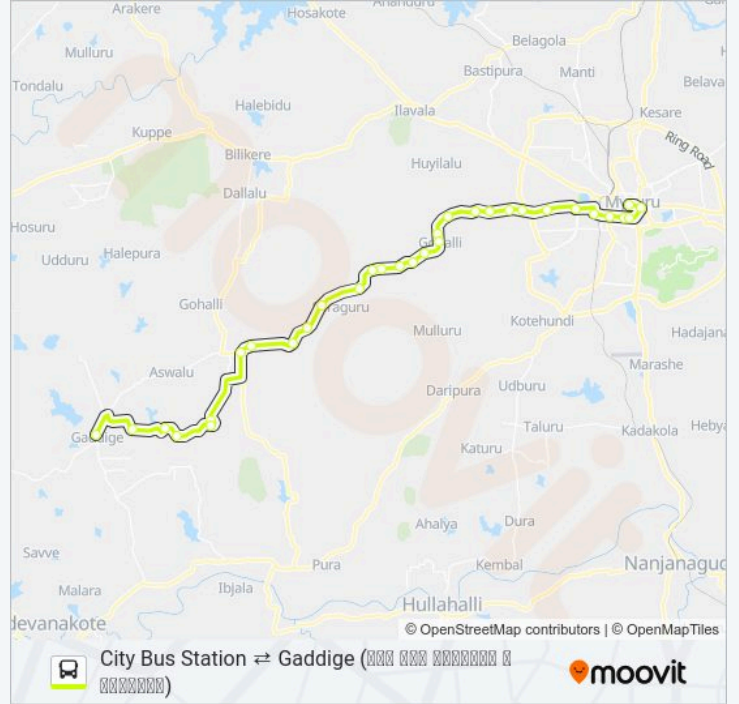 Arakere
Hosakote
Mulluru
Belagola
Bastipura
Manti
Tondalu
Belava
Halebidu
Ilavala
Kesare
Kuppe
Ring Road
Bilikere
Huyilalu
Dallalu
Hosuru
Udduru
Halepura
Gohalli
Mulluru
Kotehundi
Hadajana
Marashe
Aswalu
Daripura
Udburu
Taluru
Kadakola
Heby
Gaddige
Katuru
Ahalya
Dura
Savve
Pura
Kembal
Nanjanagud
Malara
Ibjala
Hullahalli
devanakote
© OpenStreetMap contributors | © OpenMapTiles
City Bus Station ⇄ Gaddige
moovit